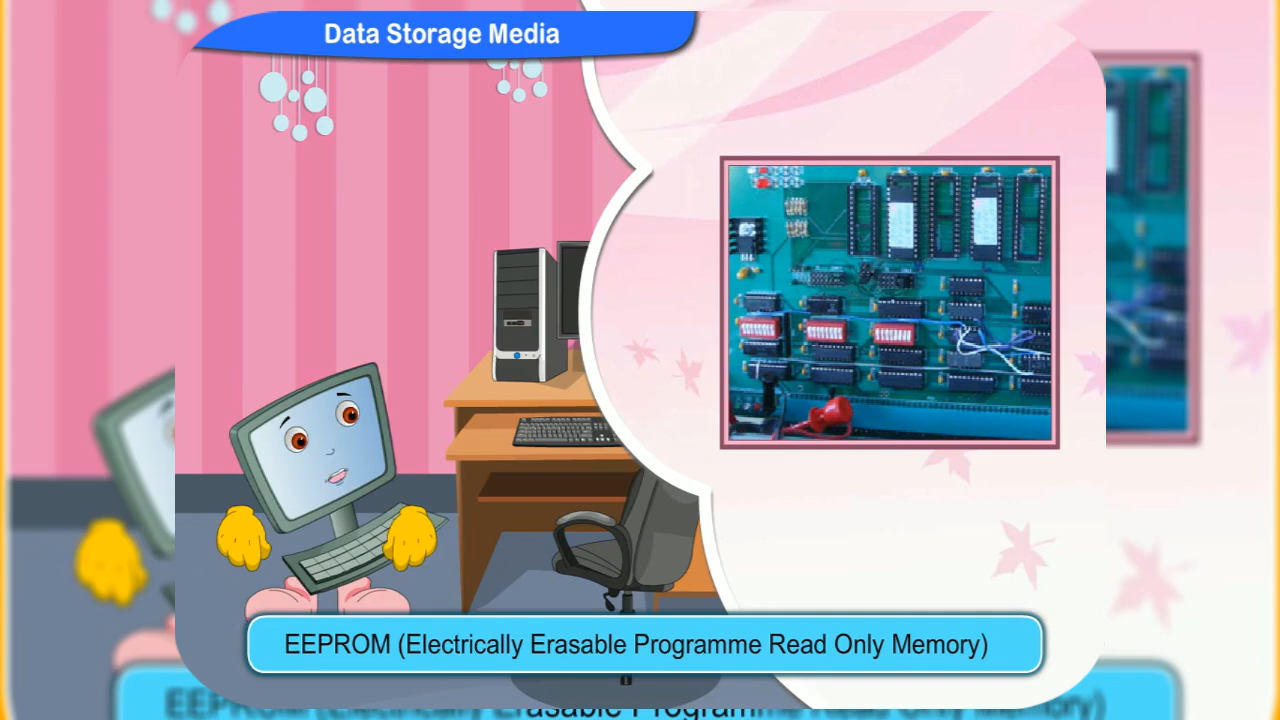 Data Storage Media
EEPROM (Electrically Erasable Programme Read Only Memory)